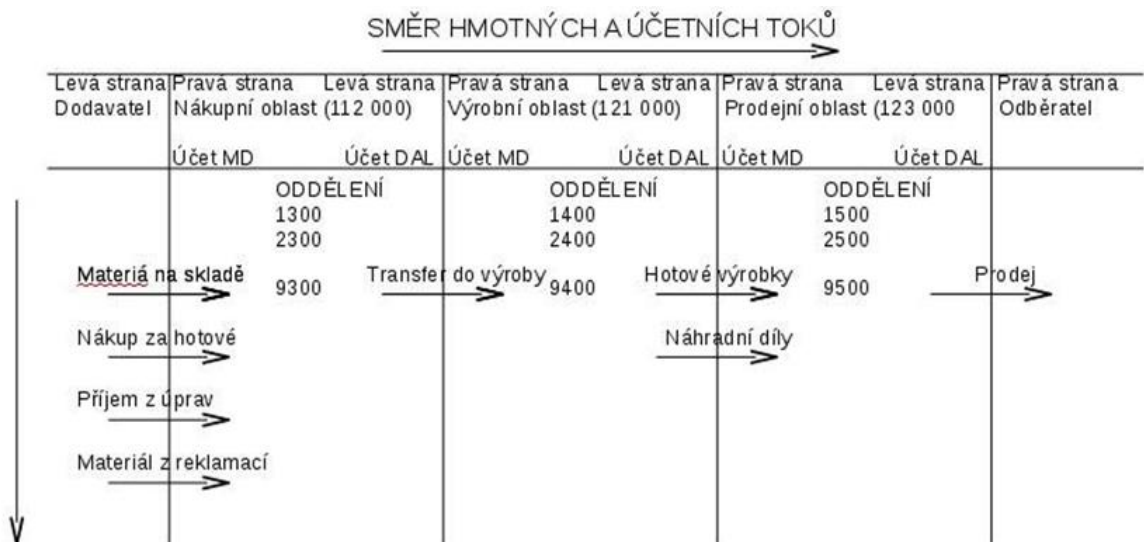 SMĚR HMOTNÝCH A ÚČETNÍCH TOKŮ
Levá strana Pravá strana Levá strana Pravá strana Levá strana Pravá strana Levá strana Pravá strana
Dodavatel Nákupní oblast (112 000) Výrobní oblast (121 000) Prodejní oblast (123 000 Odběratel
Účet MD Účet DAL Účet MD Účet DAL Účet MD Účet DAL
ODDĚLENÍ ODDĚLENÍ ODDĚLENÍ
1300 1400 1500
2300 2400 2500
Materiá na skladě Transfer do výroby Hotové výrobky Prodej
9300 9400 9500
Nákup za hotové Náhradní díly
Příjem z úprav
Materiál z reklamací